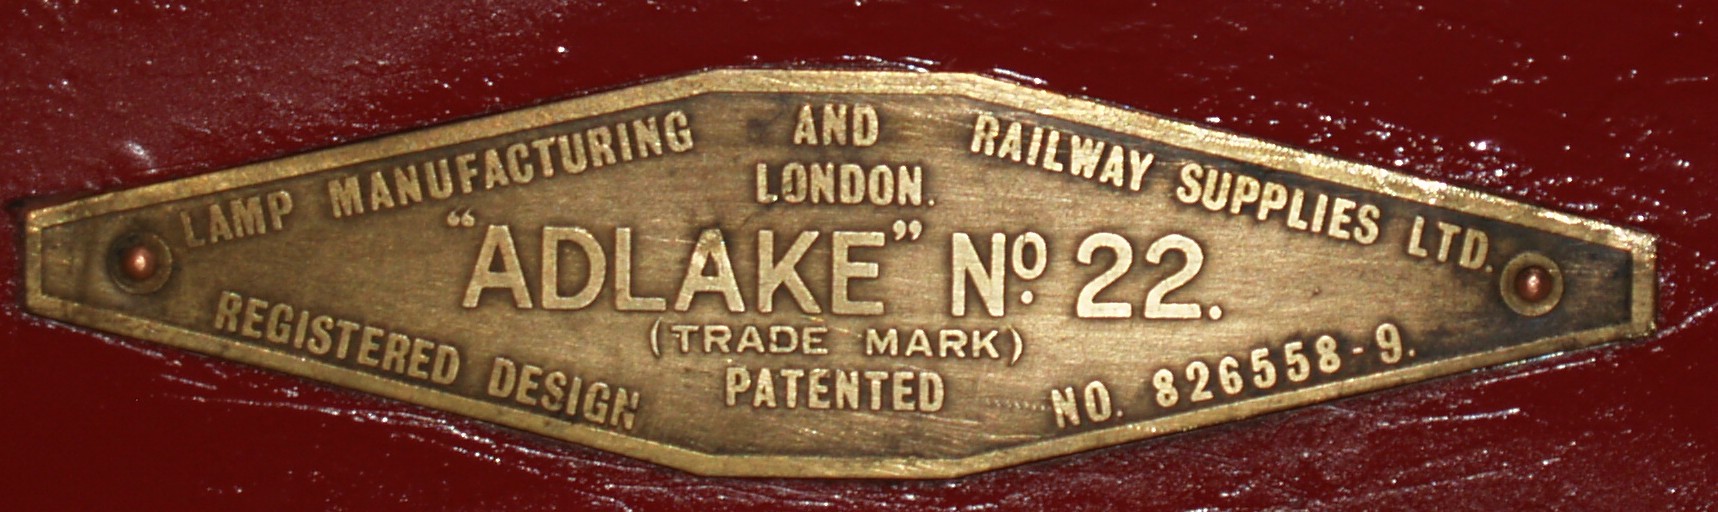 LAMP MANUFACTURING AND RAILWAY SUPPLIES LTD.
LONDON.
“ADLAKE” Nº 22.
(TRADE MARK)
PATENTED
REGISTERED DESIGN NO. 826558-9.